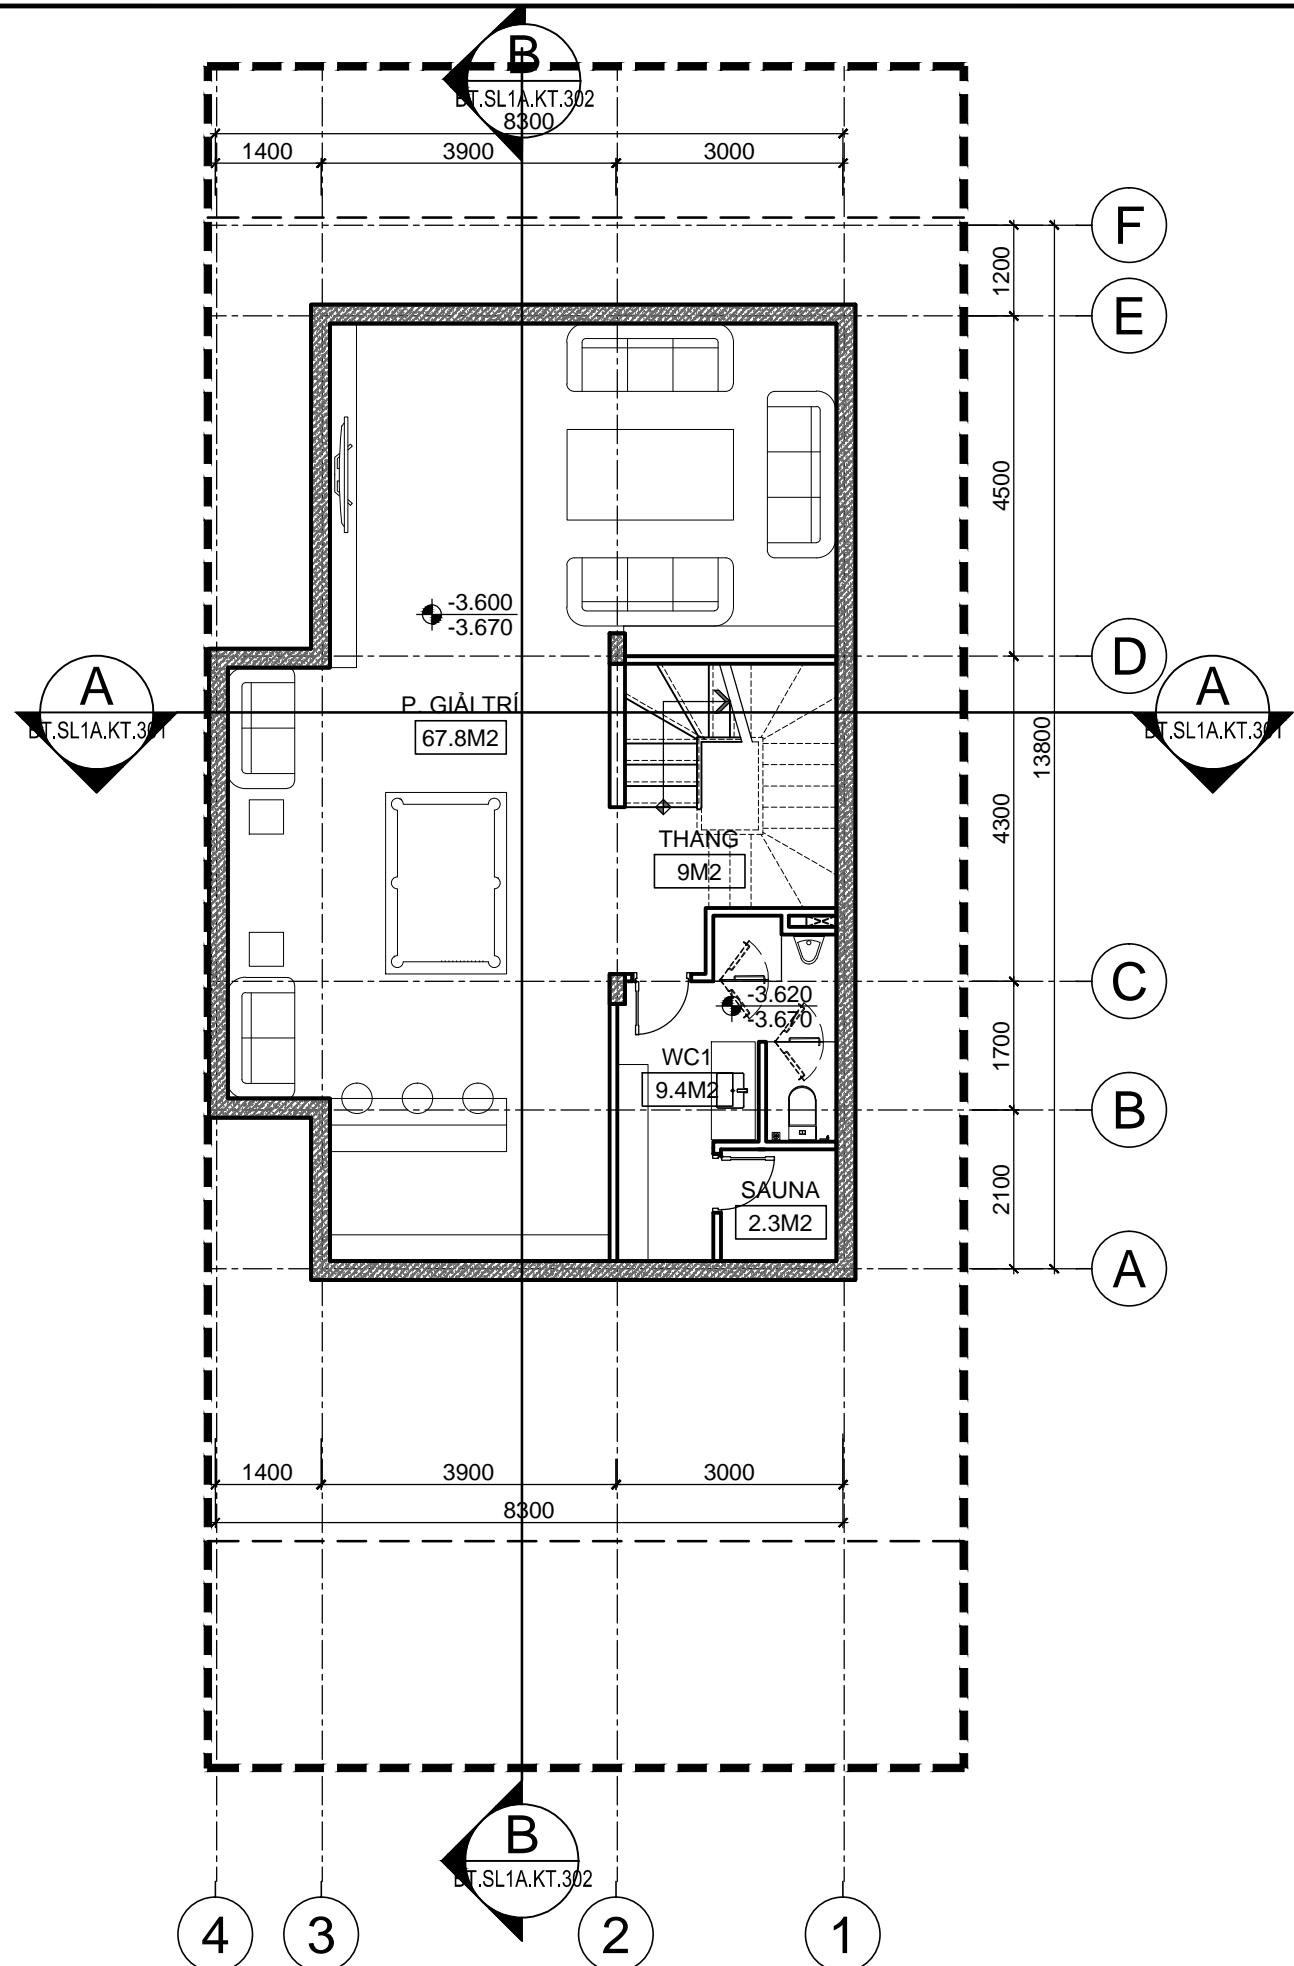 B
BT.SL1A.KT.302
8300
1400 3900 3000
F
1200
E
4500
-3.600
-3.670
D
A
BT.SL1A.KT.301
A
BT.SL1A.KT.301
P. GIẢI TRÍ
67.8M2
13800
4300
THANG
9M2
C
-3.620
-3.670
1700
WC1
9.4M2
B
2100
SAUNA
2.3M2
A
1400 3900 3000
8300
B
BT.SL1A.KT.302
4 3 2 1